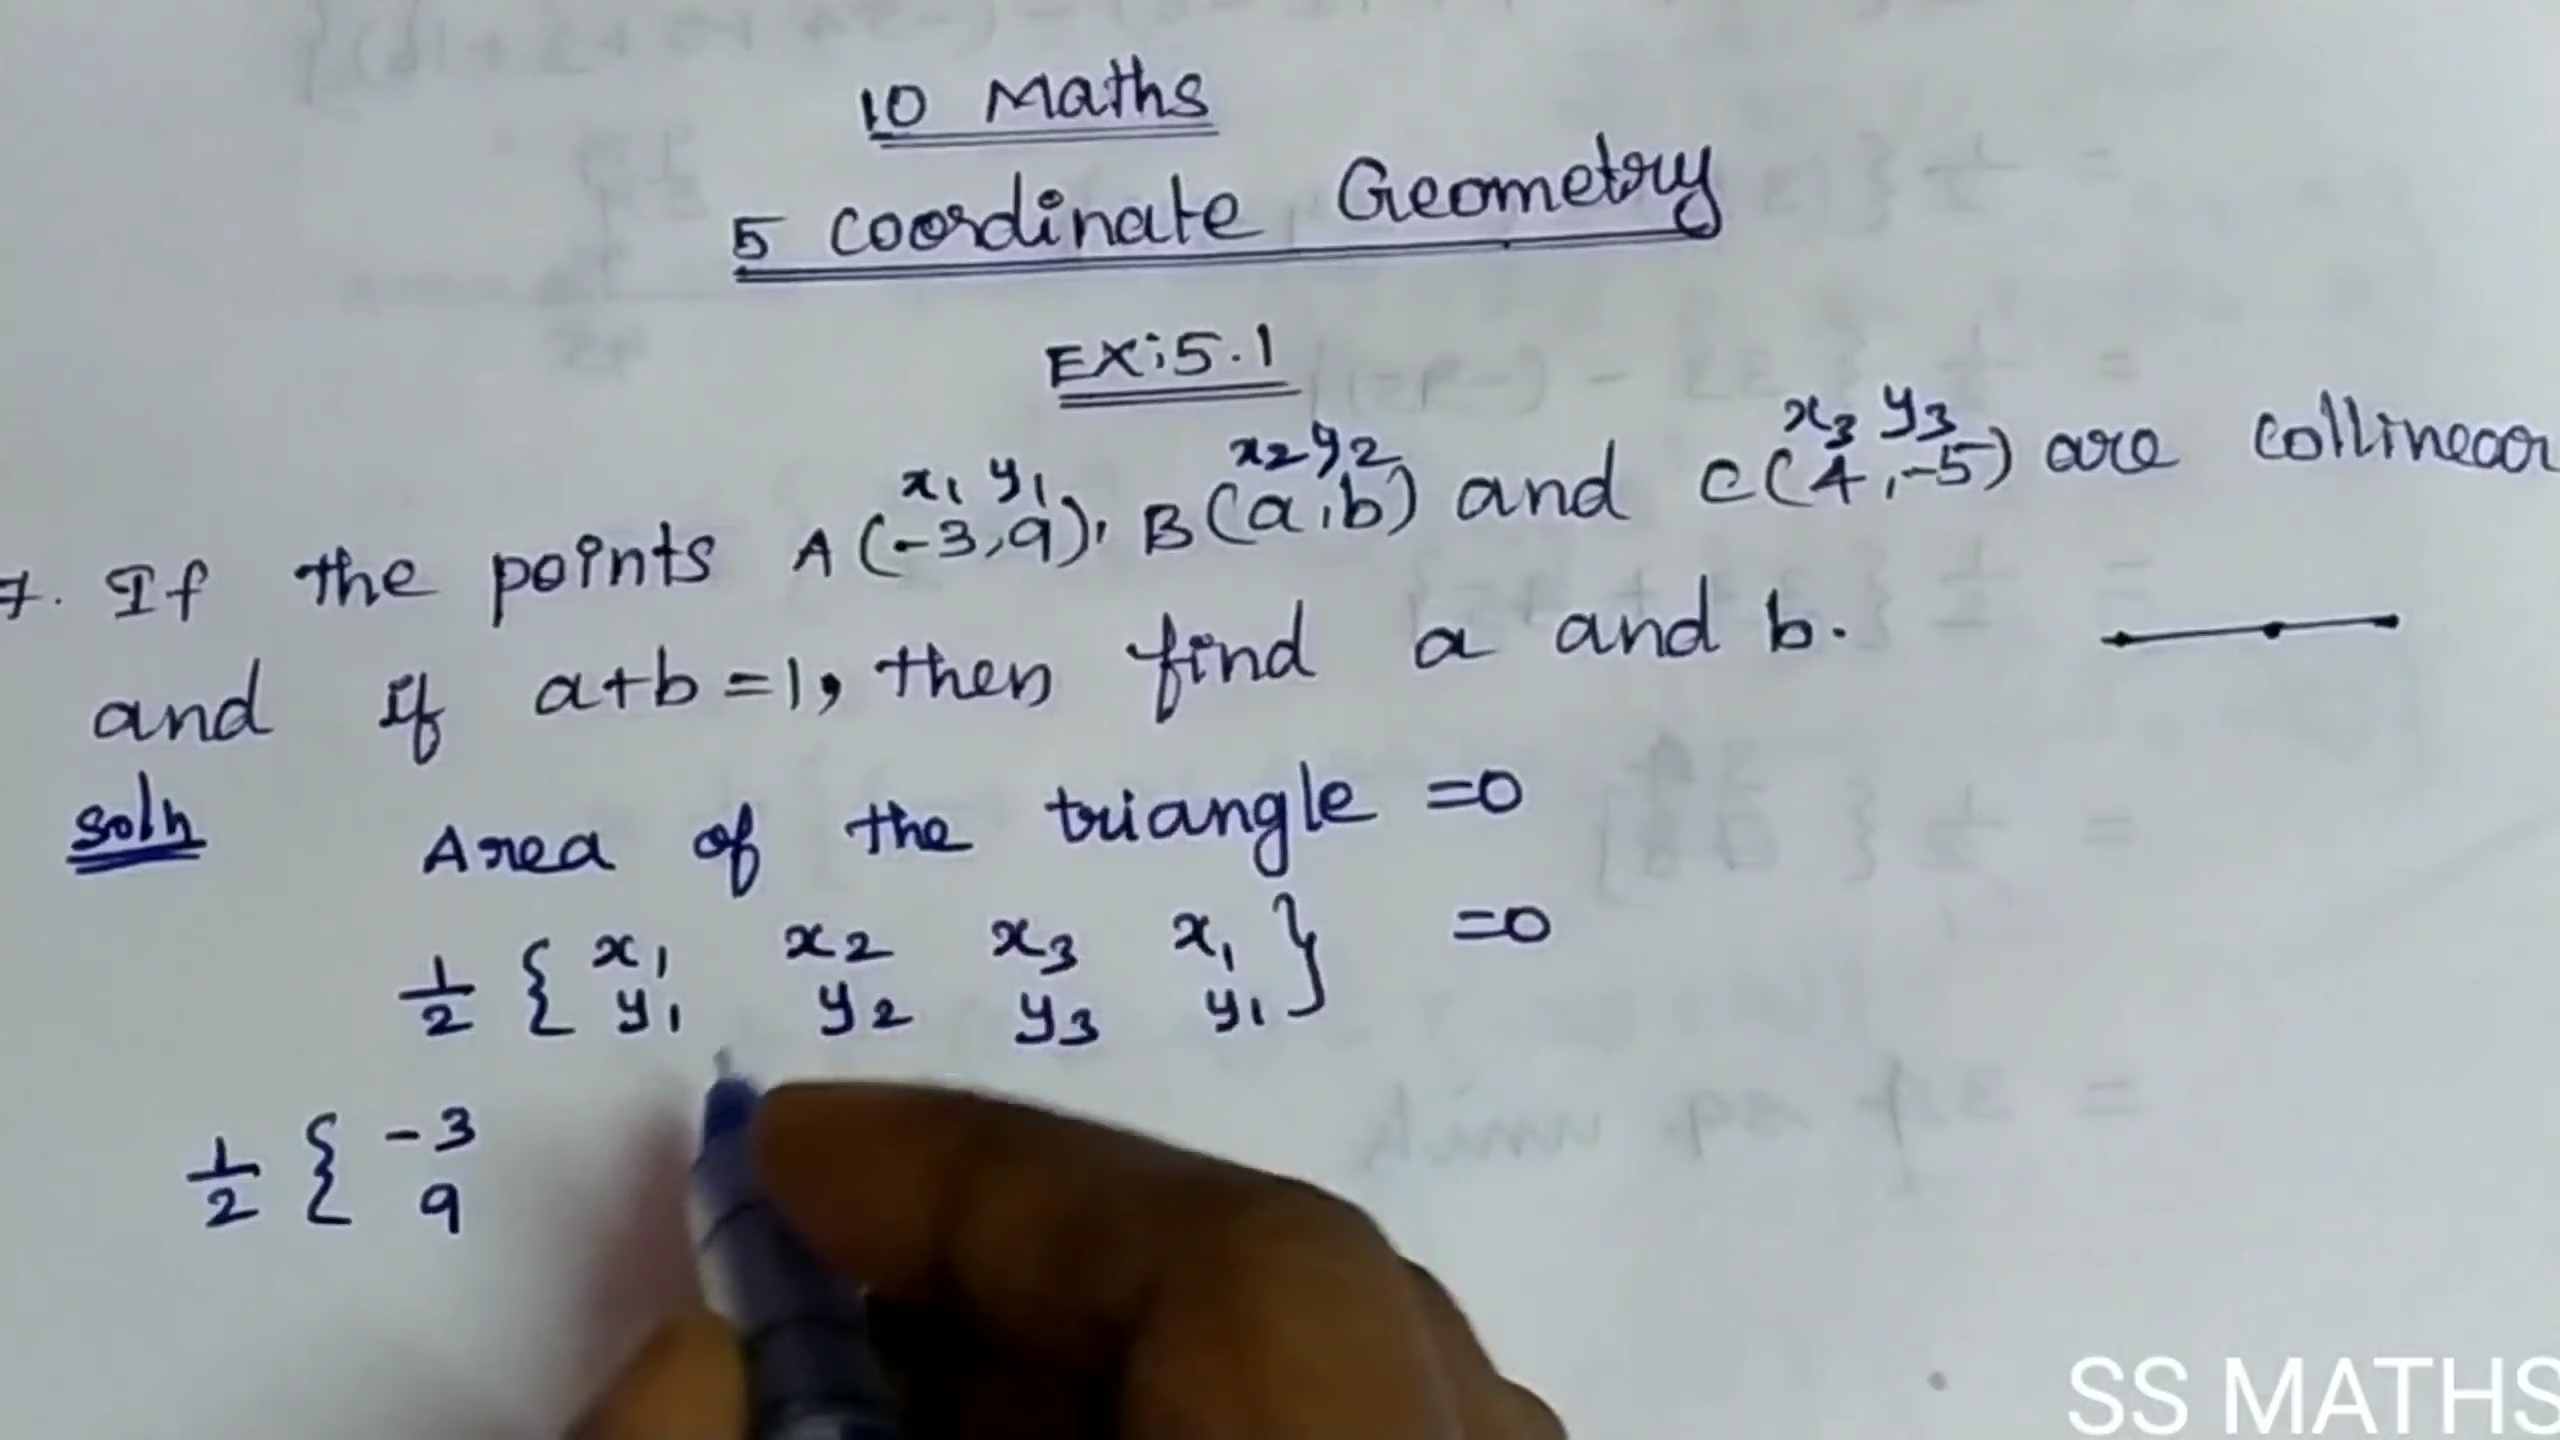 10 Maths
5 Coordinate Geometry
EX:5.1
x1 y1 x2 y2 x3 y3
7. If the points A(-3,9), B(a,b) and C(4,-5) are collinear
and if a+b=1, then find a and b.
Soln Area of the triangle =0
1/2 { x1 x2 x3 x1 } =0
y1 y2 y3 y1
1/2 { -3
9
SS MATHS